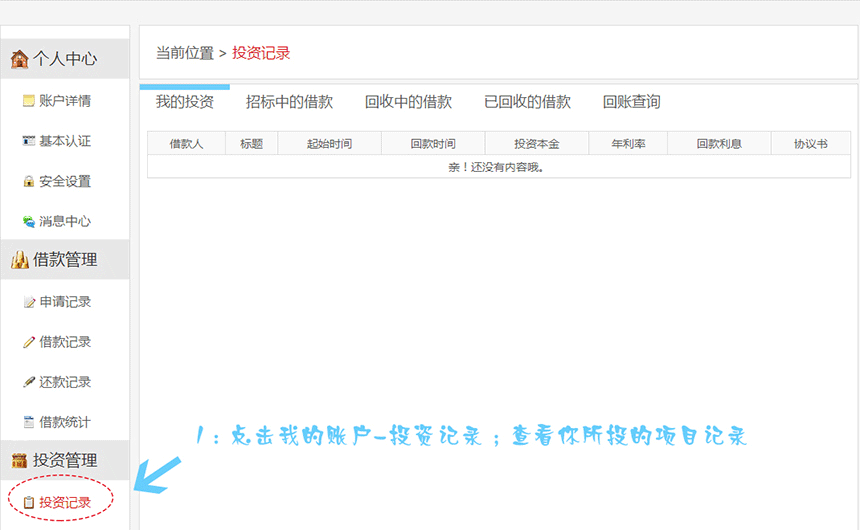 个人中心
账户详情
基本认证
安全设置
消息中心
借款管理
申请记录
借款记录
还款记录
借款统计
投资管理
投资记录
当前位置 > 投资记录
我的投资 招标中的借款 回收中的借款 已回收的借款 回账查询
借款人 标题 起始时间 回款时间 投资本金 年利率 回款利息 协议书
亲！还没有内容哦。
1：点击我的账户-投资记录；查看你所投的项目记录